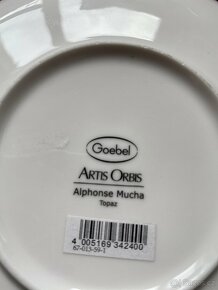 Goebel
ARTIS ORBIS
Alphonse Mucha
Topaz
4 005169 342400
67-013-59-1